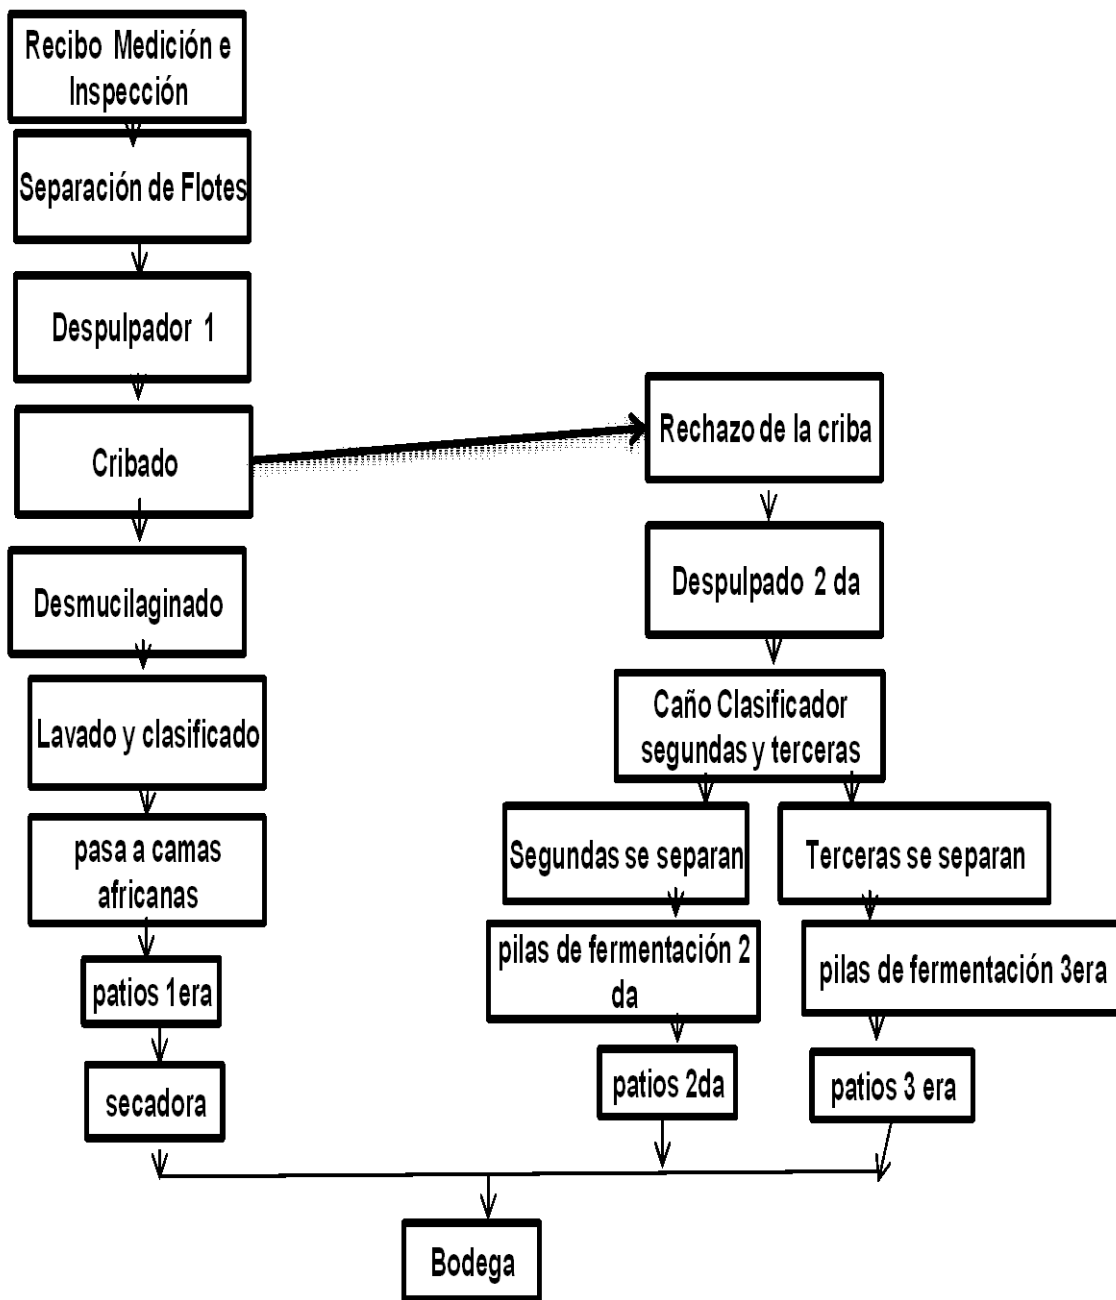 Recibo Medición e
Inspección
Separación de Flotes
Despulpador 1
Cribado
Rechazo de la criba
Desmucilaginado
Despulpado 2 da
Lavado y clasificado
Caño Clasificador
segundas y terceras
pasa a camas
africanas
Segundas se separan
Terceras se separan
patios 1era
pilas de fermentación 2
da
pilas de fermentación 3era
secadora
patios 2da
patios 3 era
Bodega